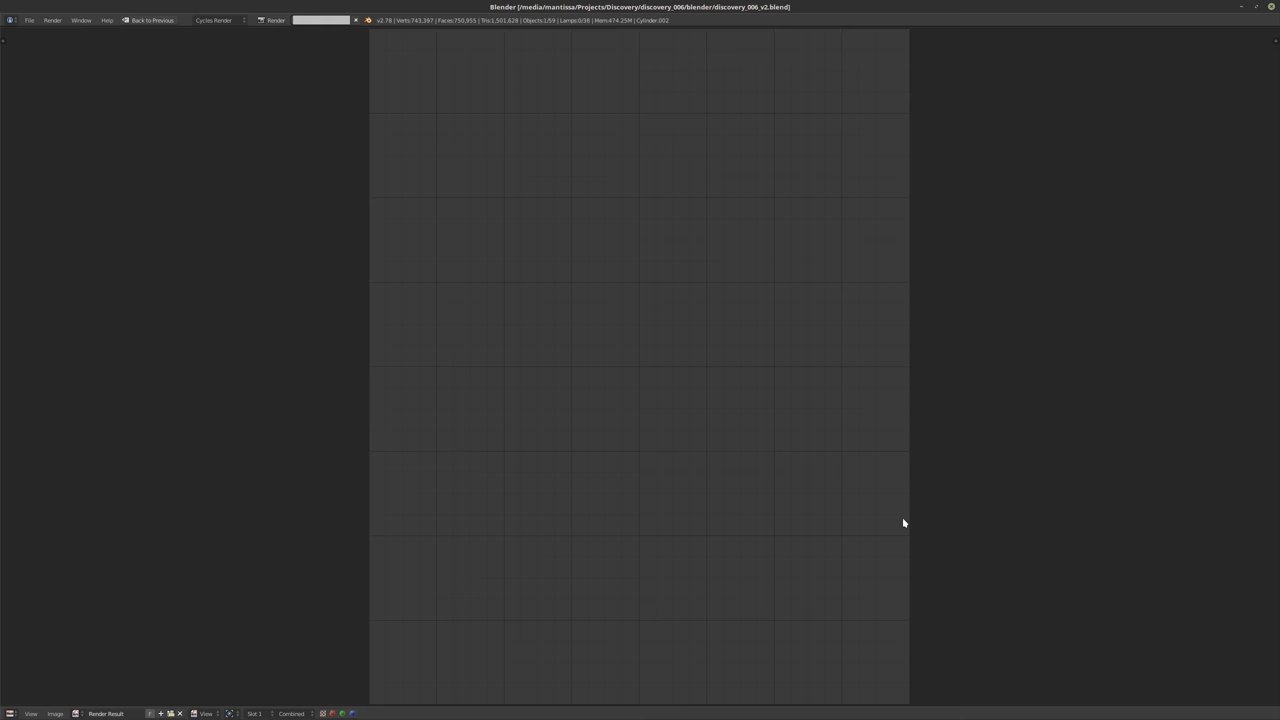 Blender [/media/mantissa/Projects/Discovery/discovery_006/blender/discovery_006_v2.blend]
File Render Window Help Back to Previous Cycles Render Render v2.78 | Verts:743,397 | Faces:750,955 | Tris:1,501,628 | Objects:1/59 | Lamps:0/38 | Mem:474.25M | Cylinder.002
View Image Render Result F View Slot 1 Combined